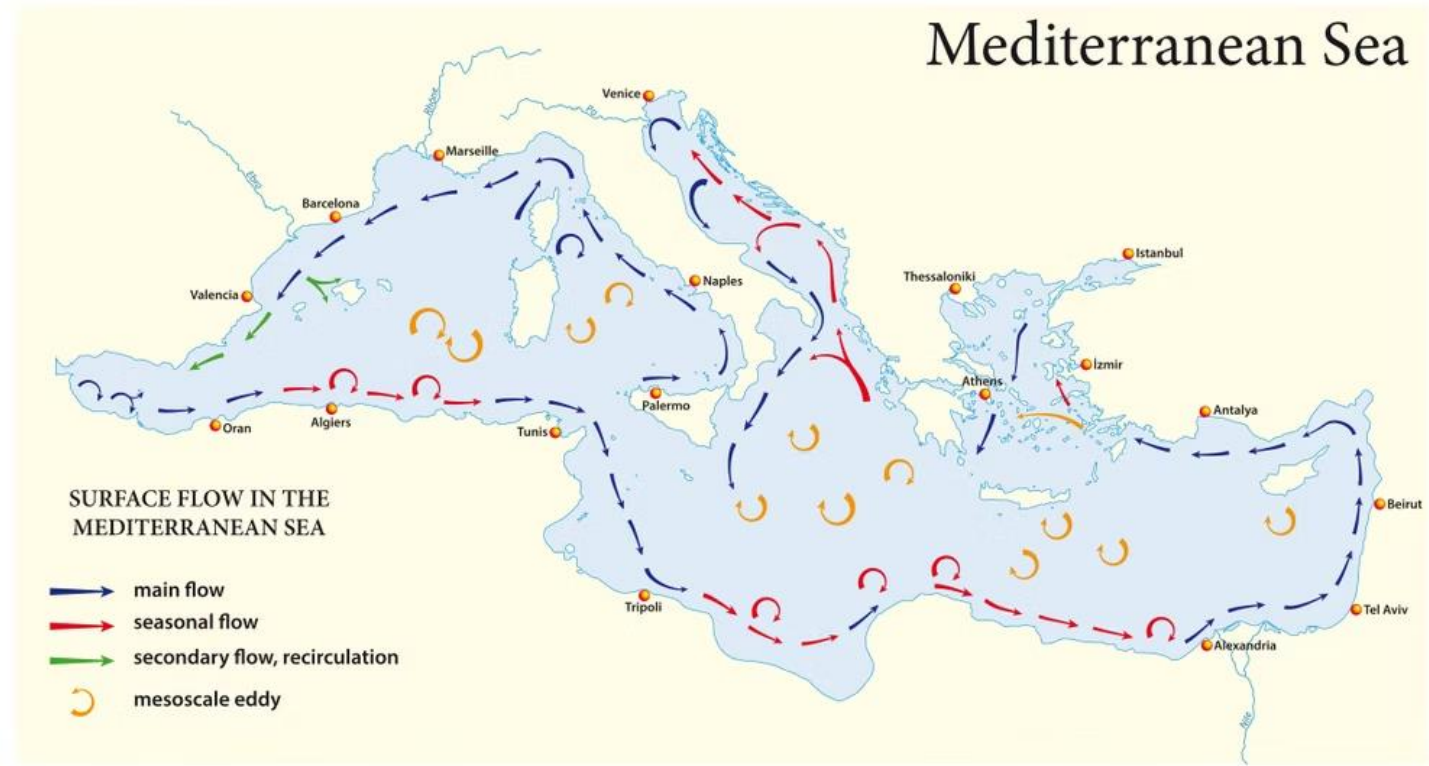 Mediterranean Sea
Venice
Po
Rhône
Marseille
Ebro
Barcelona
Istanbul
Thessaloniki
Naples
Valencia
İzmir
Athens
Palermo
Antalya
Oran
Algiers
Tunis
SURFACE FLOW IN THE
MEDITERRANEAN SEA
Beirut
main flow
Tripoli
Tel Aviv
seasonal flow
Alexandria
secondary flow, recirculation
mesoscale eddy
Nile